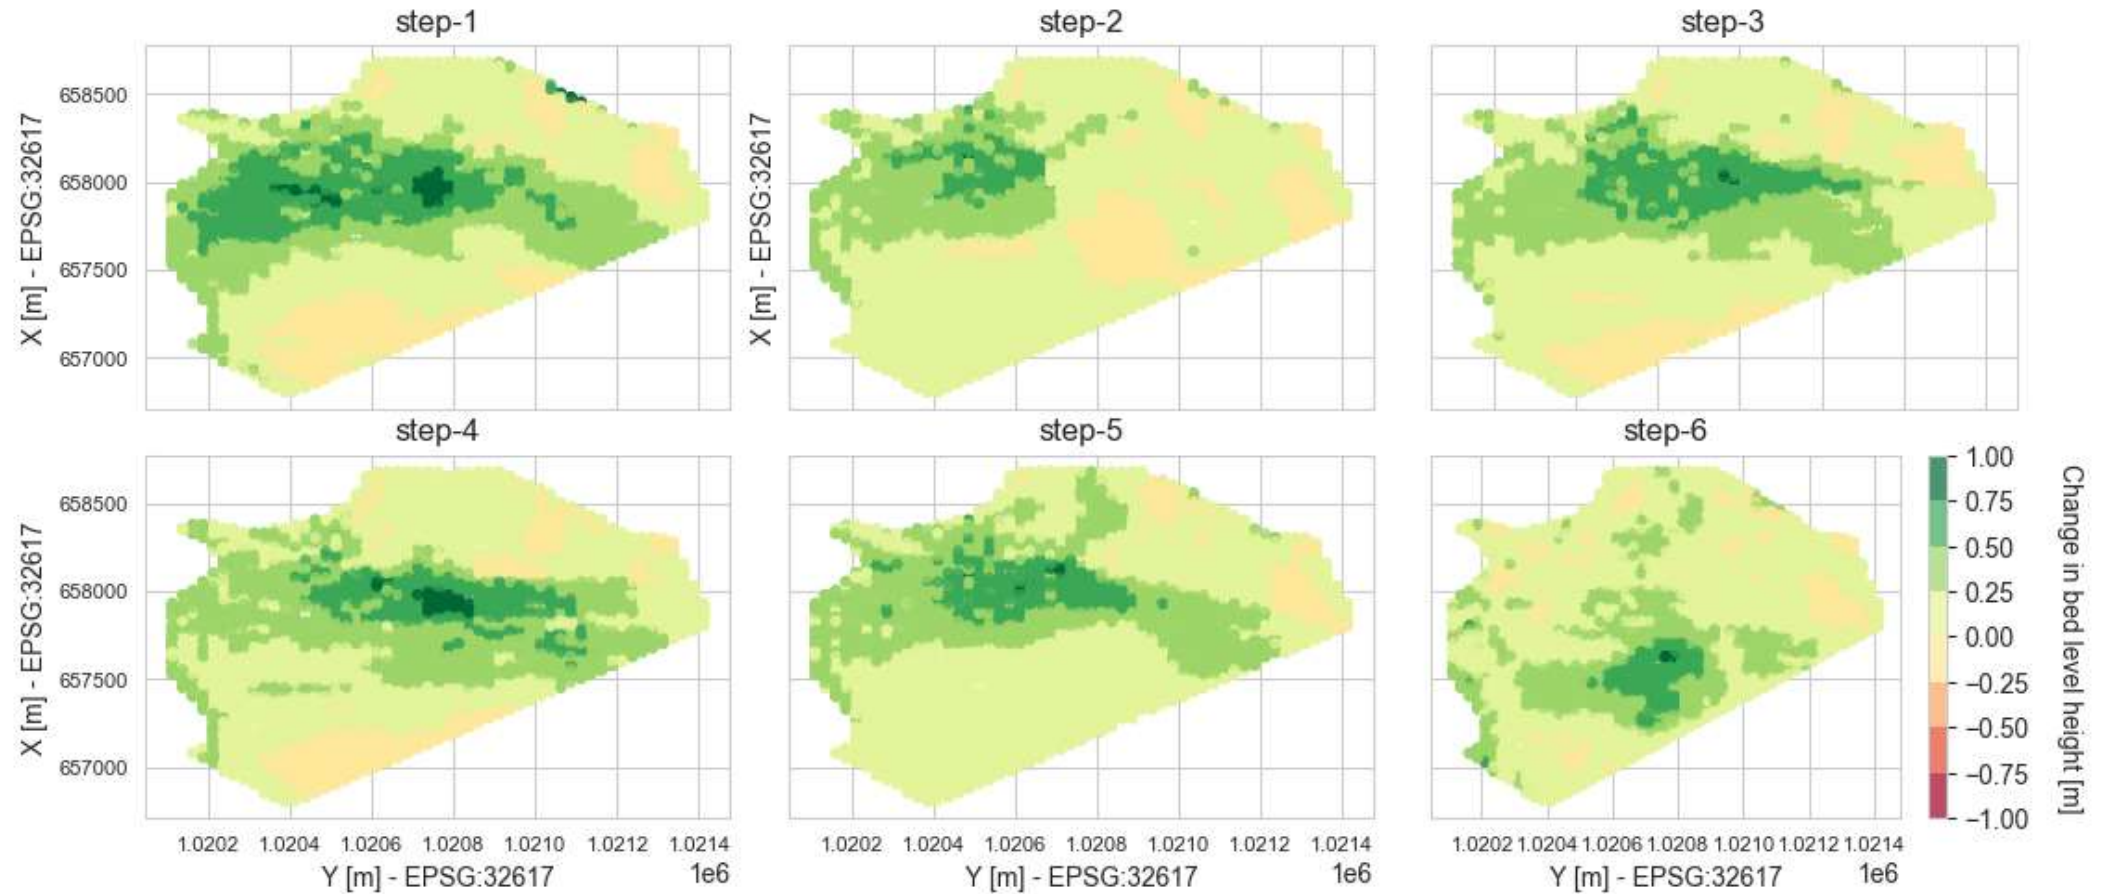 step-1
step-2
step-3
X [m] - EPSG:32617
658500
658000
657500
657000
X [m] - EPSG:32617
step-4
step-5
step-6
X [m] - EPSG:32617
658500
658000
657500
657000
1.0202 1.0204 1.0206 1.0208 1.0210 1.0212 1.0214
1e6
Y [m] - EPSG:32617
1.0202 1.0204 1.0206 1.0208 1.0210 1.0212 1.0214
1e6
Y [m] - EPSG:32617
1.0202 1.0204 1.0206 1.0208 1.0210 1.0212 1.0214
1e6
Y [m] - EPSG:32617
1.00
0.75
0.50
0.25
0.00
−0.25
−0.50
−0.75
−1.00
Change in bed level height [m]